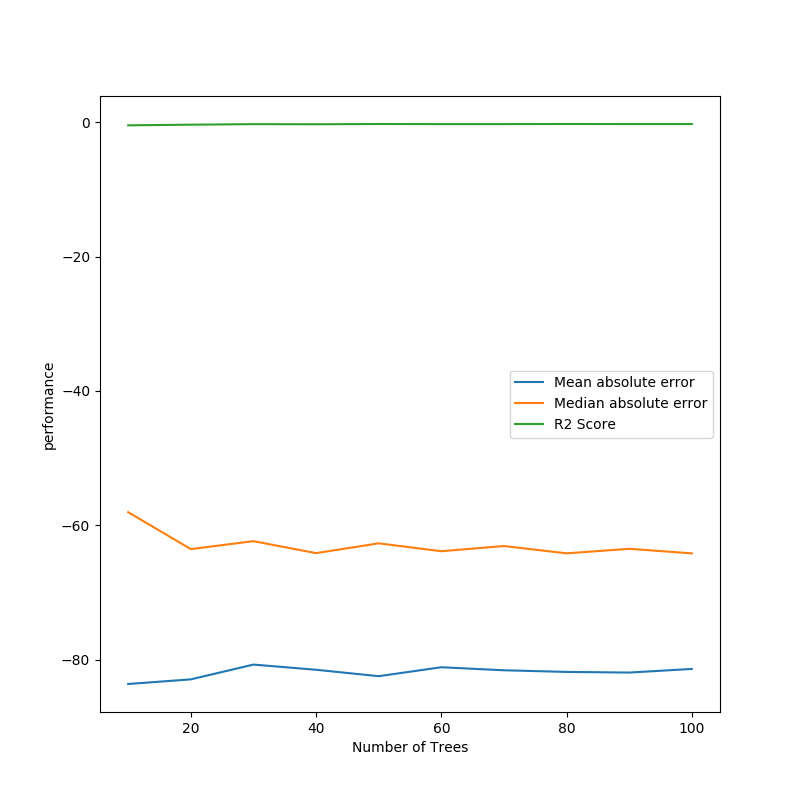 0
−20
−40
−60
−80
performance
Mean absolute error
Median absolute error
R2 Score
20 40 60 80 100
Number of Trees